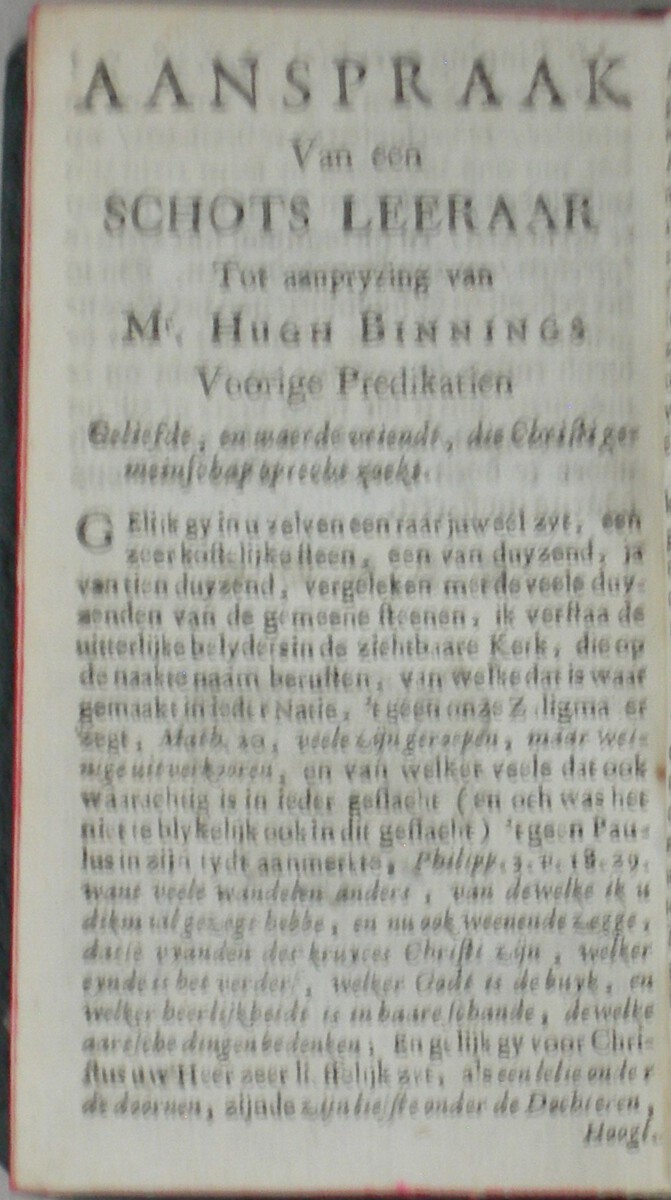 AANSPRAAK
Van een
SCHOTS LEERAAR
Tot aanpryzing van
Mr. HUGH BINNINGS
Voorige Predikatien
Geliefde, en waerde vriendt, die Christi ge-
meinschap oprecht zoekt.
GElijk gy in u zelven een raar juweel zyt, een
zeer kostelijke steen, een van duyzend, ja
van tien duyzend, vergeleken met de veele duy-
zenden van de gemeene steenen, ik verstaa de
uitterlijke belyders in de zichtbaare Kerk, die op
de naakte naam berusten, van welke dat is waar
gemaakt in ieder Natie, 't geen onze Zaligmaker
zegt, Math. 20, veele zijn geroepen, maar wei-
nige uitverkooren, en van welker veele dat ook
waarachtig is in ieder geslacht (en och was het
niet te blykelijk ook in dit geslacht) 't geen Pau-
lus in zijn tydt aanmerkte, Philipp. 3. v. 18. 29.
want veele wandelen anders, van dewelke ik u
dikmaal gezegt hebbe, en nu ook weenende zegge,
dat se vyanden des kruyces Christi zijn, welker
eynde is het verderf, welker Godt is de buyk, en
welker heerlijkheidt is in haare schande, dewelke
aardsche dingen bedenken; En gelijk gy voor Chri-
stus uw Heer zeer lieffelijk zyt, als een lelie onder
de doornen, zijnde zijn liefste onder de Dochteren,
Hoogl.